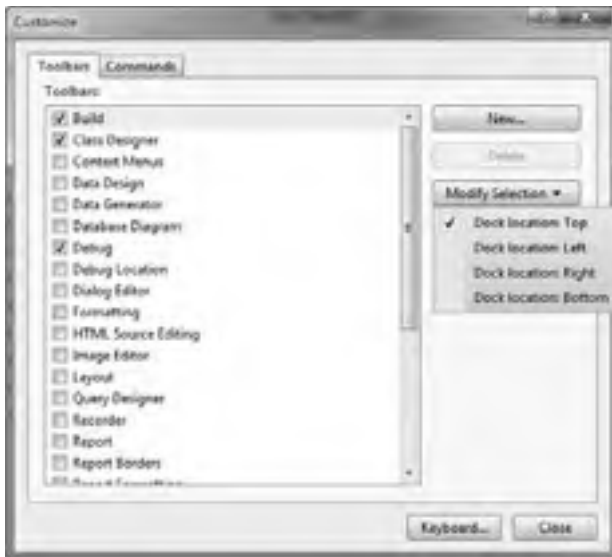 Customize
Toolbars
Commands
Toolbars:
Build
Class Designer
Context Menus
Data Design
Data Generator
Database Diagram
Debug
Debug Location
Dialog Editor
Formatting
HTML Source Editing
Image Editor
Layout
Query Designer
Recorder
Report
Report Borders
Report Formatting
New...
Delete
Modify Selection
Dock location: Top
Dock location: Left
Dock location: Right
Dock location: Bottom
Keyboard...
Close